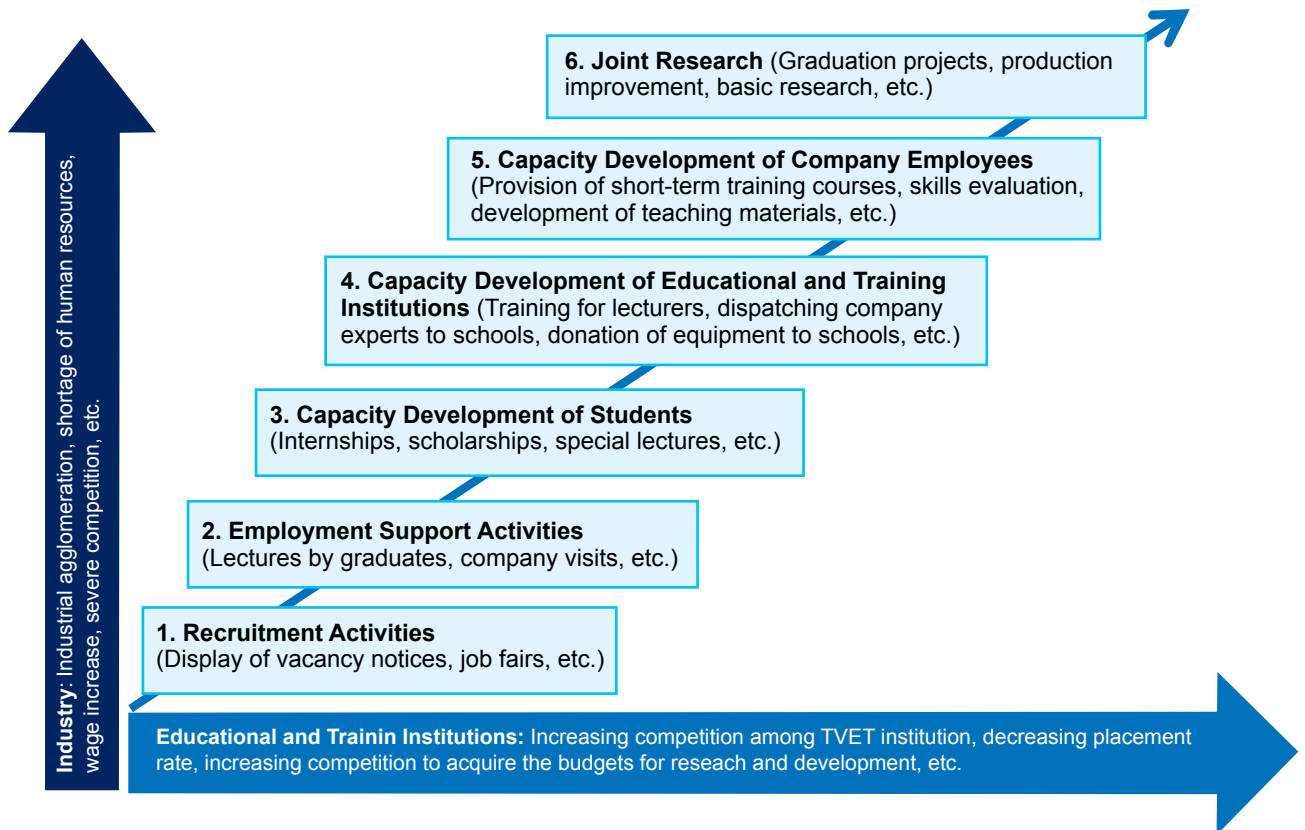 6. Joint Research (Graduation projects, production
improvement, basic research, etc.)
5. Capacity Development of Company Employees
(Provision of short-term training courses, skills evaluation,
development of teaching materials, etc.)
4. Capacity Development of Educational and Training
Institutions (Training for lecturers, dispatching company
experts to schools, donation of equipment to schools, etc.)
3. Capacity Development of Students
(Internships, scholarships, special lectures, etc.)
2. Employment Support Activities
(Lectures by graduates, company visits, etc.)
1. Recruitment Activities
(Display of vacancy notices, job fairs, etc.)
Industry: Industrial agglomeration, shortage of human resources,
wage increase, severe competition, etc.
Educational and Trainin Institutions: Increasing competition among TVET institution, decreasing placement
rate, increasing competition to acquire the budgets for reseach and development, etc.